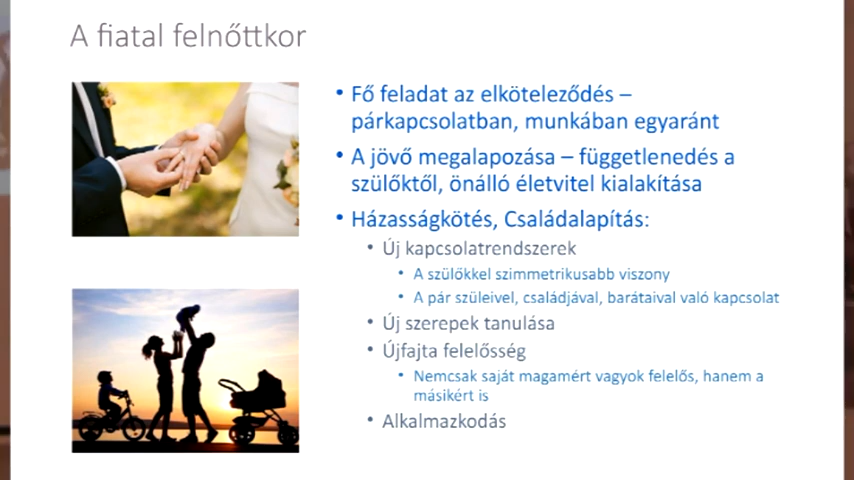 A fiatal felnőttkor
• Fő feladat az elköteleződés –
párkapcsolatban, munkában egyaránt
• A jövő megalapozása – függetlenedés a
szülőktől, önálló életvitel kialakítása
• Házasságkötés, Családalapítás:
• Új kapcsolatrendszerek
• A szülőkkel szimmetrikusabb viszony
• A pár szüleivel, családjával, barátaival való kapcsolat
• Új szerepek tanulása
• Újfajta felelősség
• Nemcsak saját magamért vagyok felelős, hanem a
másikért is
• Alkalmazkodás